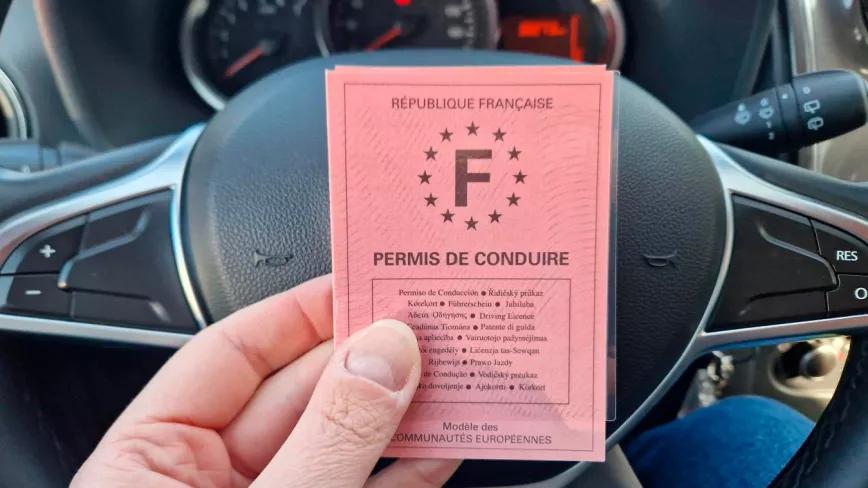 RÉPUBLIQUE FRANÇAISE
F
PERMIS DE CONDUIRE
Permiso de Conducción ● Řidičský průkaz
Kørekort ● Führerschein ● Juhiluba
Άδεια Οδήγησης ● Driving Licence
Ceadúnas Tiomána ● Patente di guida
apliecība ● Vairuotojo pažymėjimas
engedély ● Liċenzja tas-Sewqan
Rijbewijs ● Prawo Jazdy
de Condução ● Vodičský preukaz
dovoljenje ● Ajokortti ● Körkort
Modèle des
COMMUNAUTÉS EUROPÉENNES
+
−
RES